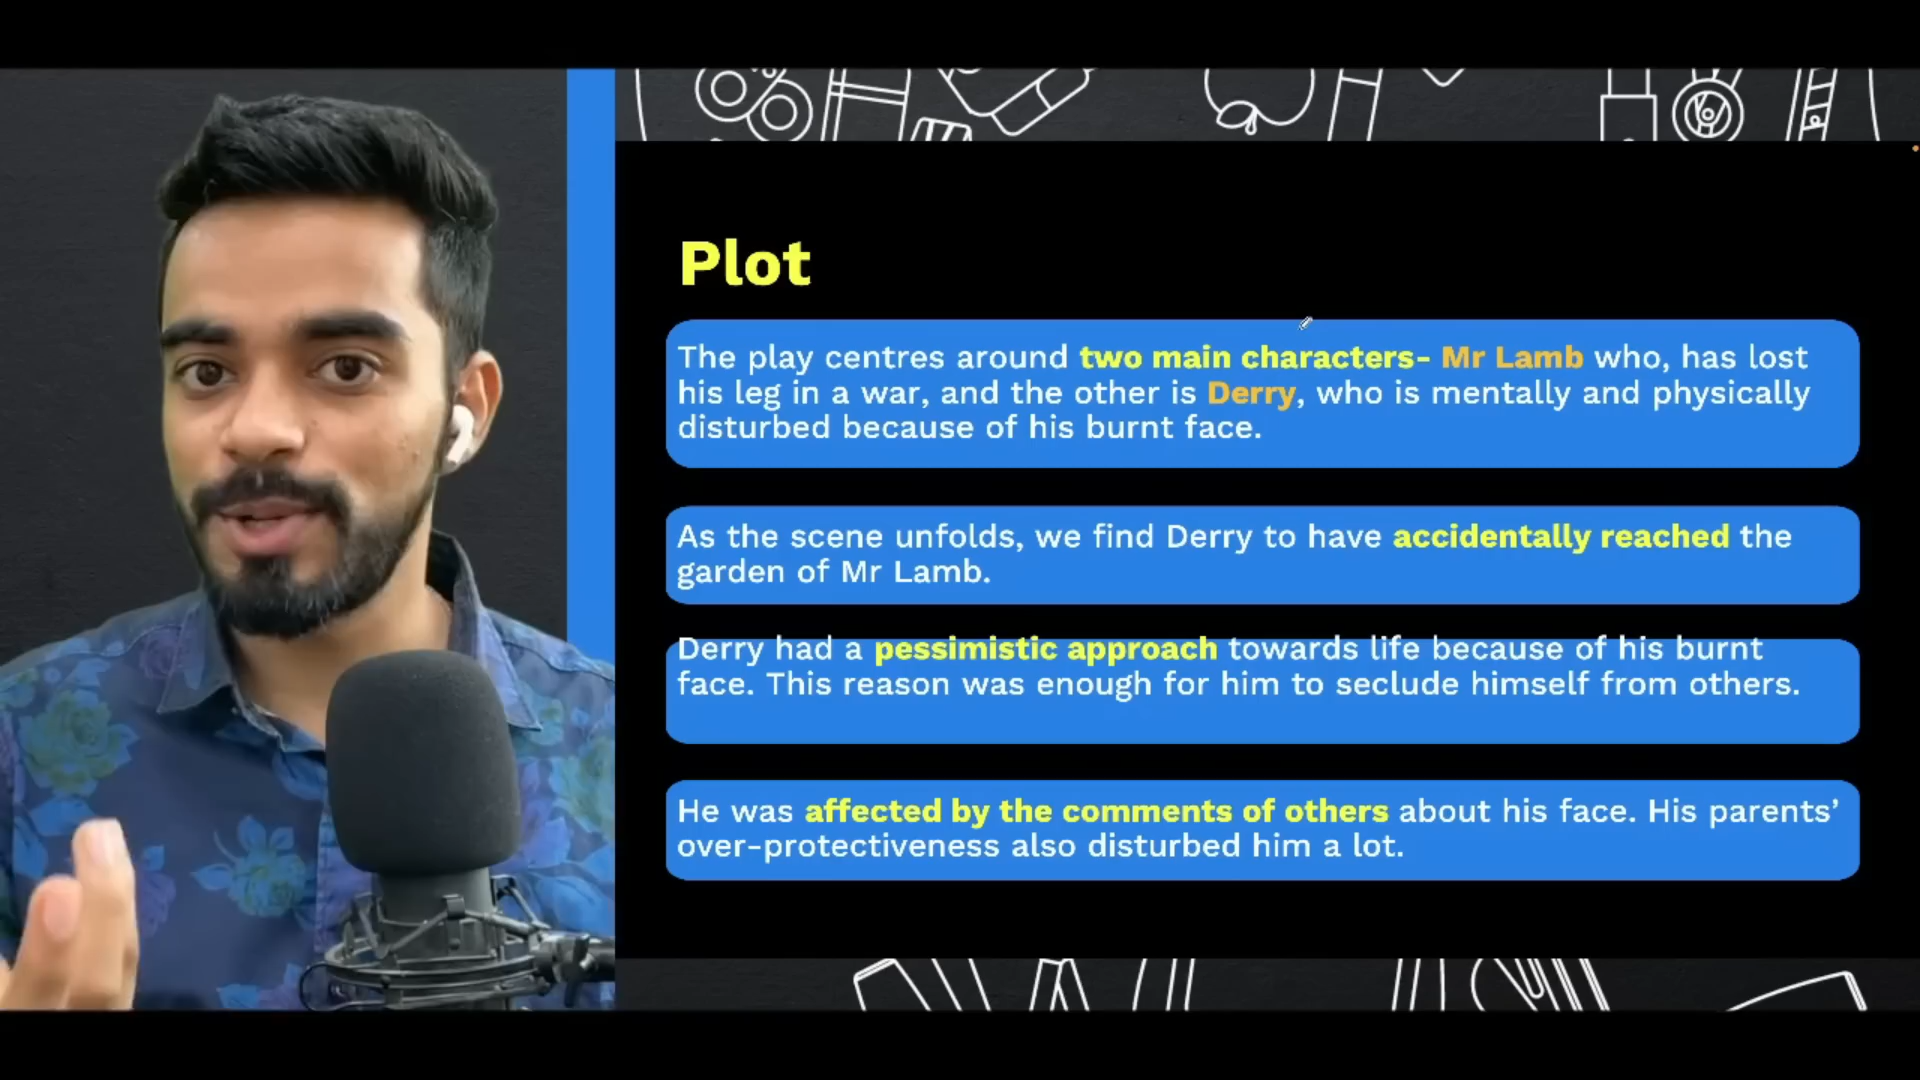 Plot
The play centres around two main characters- Mr Lamb who, has lost
his leg in a war, and the other is Derry, who is mentally and physically
disturbed because of his burnt face.
As the scene unfolds, we find Derry to have accidentally reached the
garden of Mr Lamb.
Derry had a pessimistic approach towards life because of his burnt
face. This reason was enough for him to seclude himself from others.
He was affected by the comments of others about his face. His parents’
over-protectiveness also disturbed him a lot.